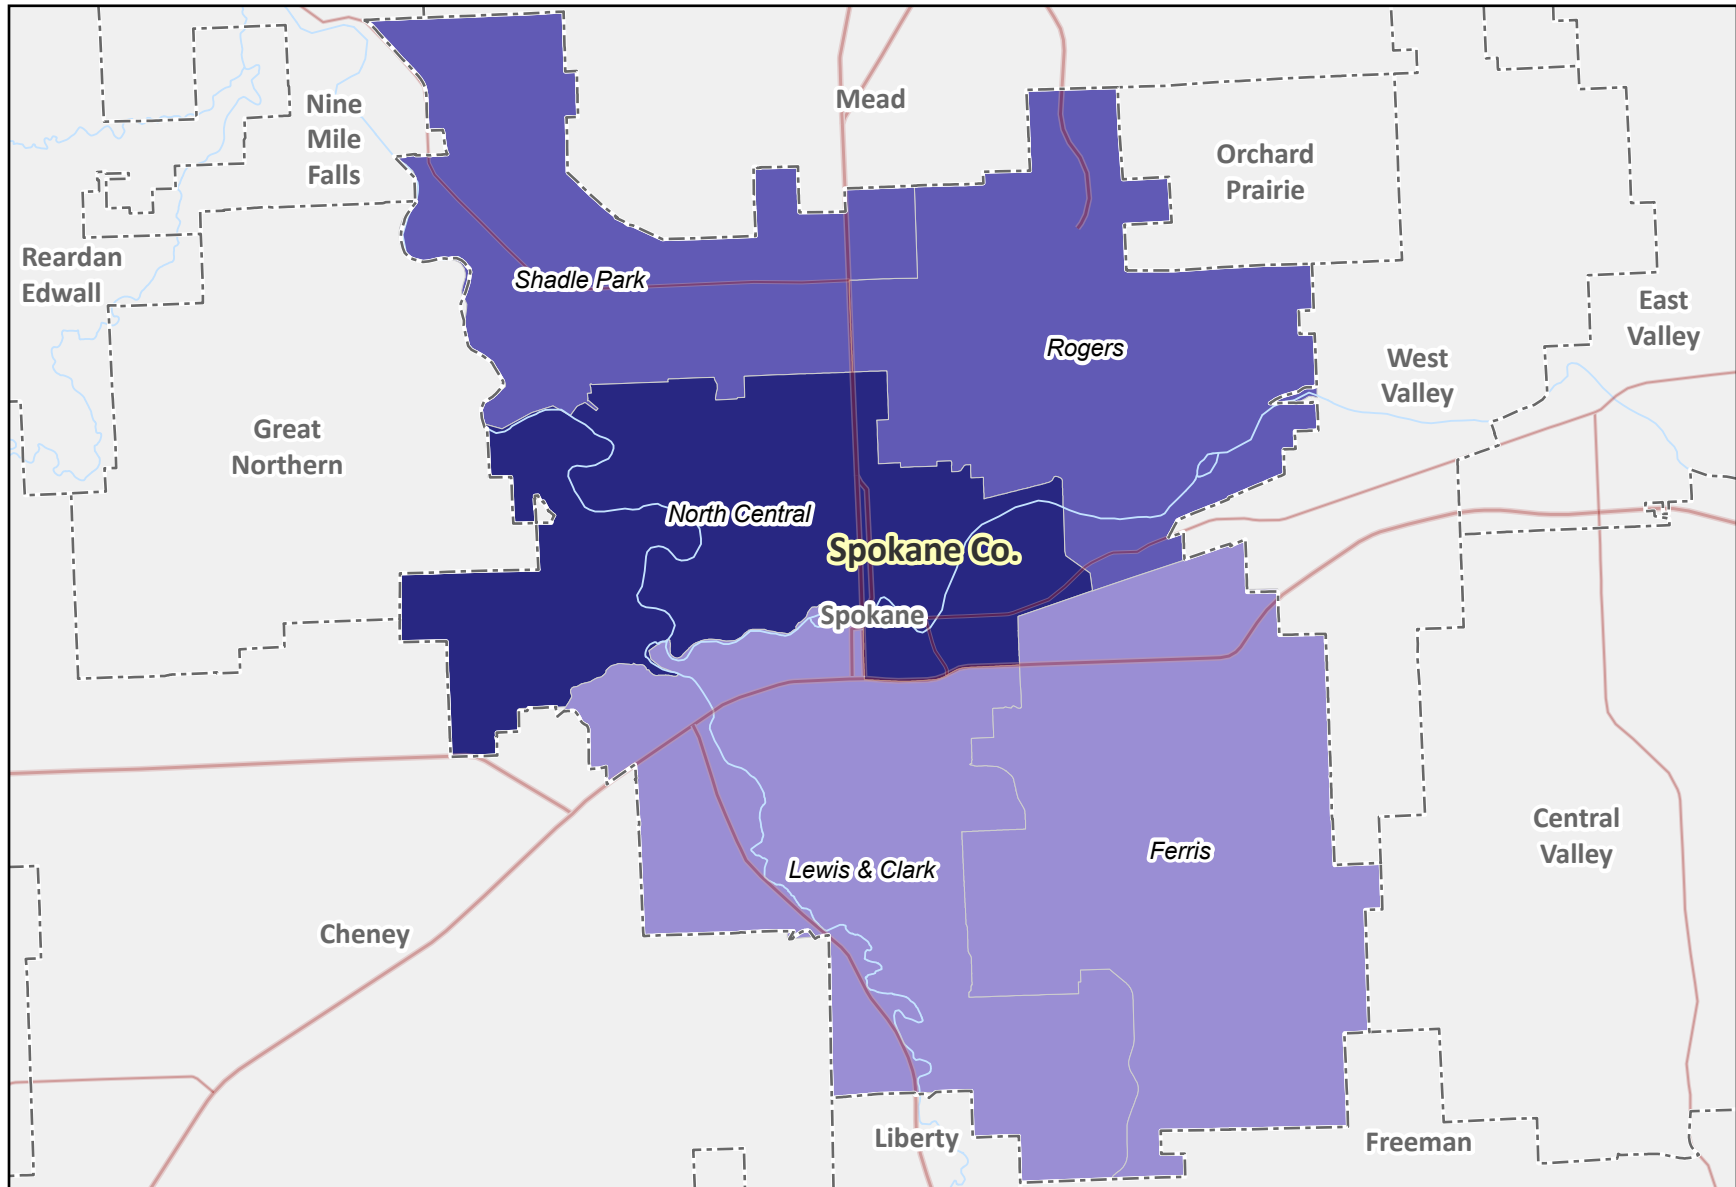 Mead
Nine
Mile
Falls
Orchard
Prairie
Reardan
Edwall
Shadle Park
East
Valley
Rogers
West
Valley
Great
Northern
North Central
Spokane Co.
Spokane
Central
Valley
Ferris
Lewis & Clark
Cheney
Liberty
Freeman